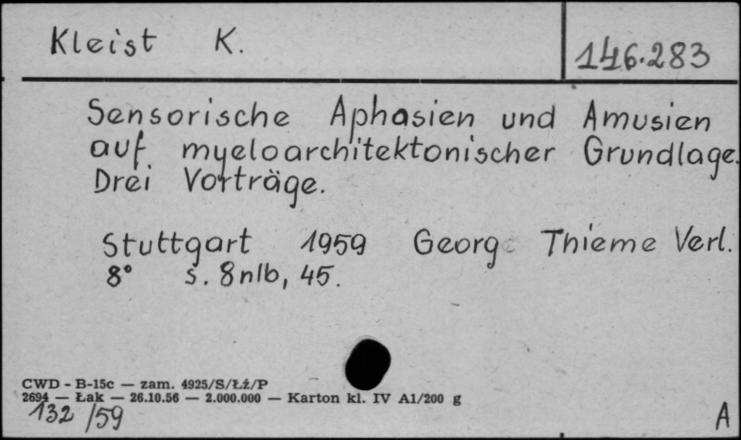 Kleist K.
146.283
Sensorische Aphasien und Amusien
auf myeloarchitektonischer Grundlage.
Drei Vorträge.
Stuttgart 1959 Georg Thieme Verl.
8° s. 8nlb, 45.
CWD - B-15c — zam. 4925/S/Łź/P
2694 — Łak — 26.10.56 — 2.000.000 — Karton kl. IV A1/200 g
132/59
A